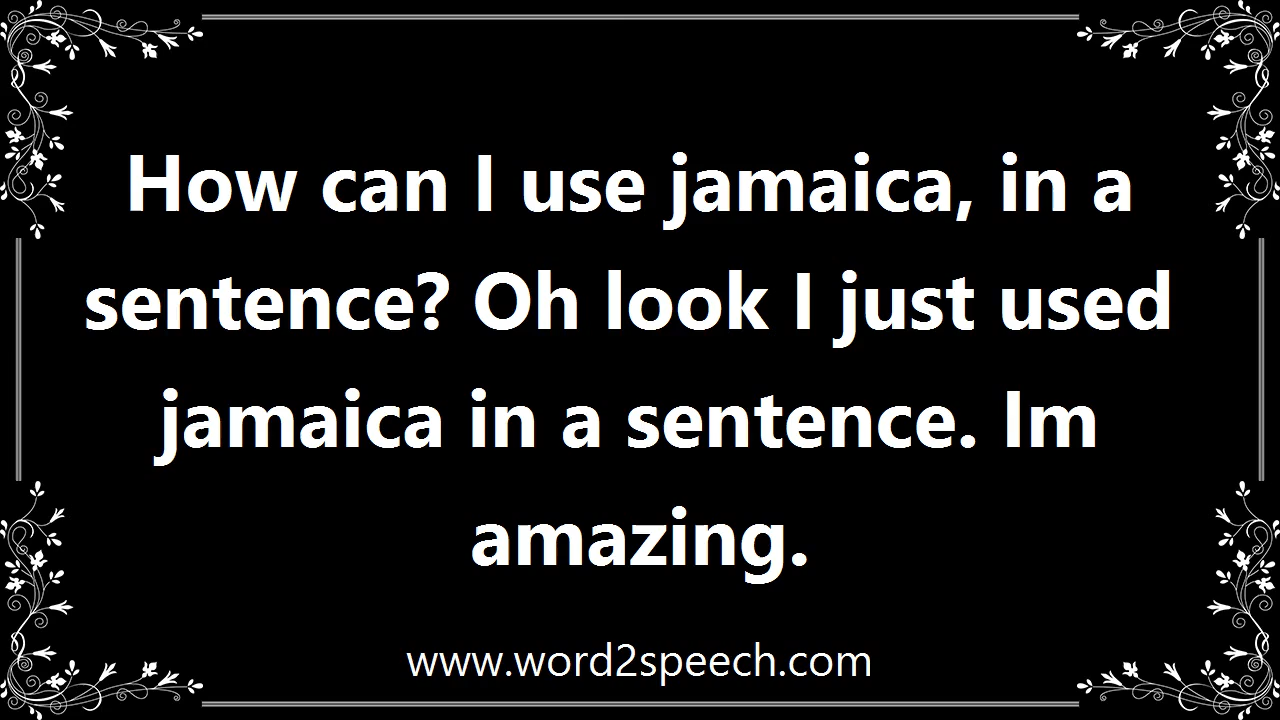 How can I use jamaica, in a
sentence? Oh look I just used
jamaica in a sentence. Im
amazing.
www.word2speech.com